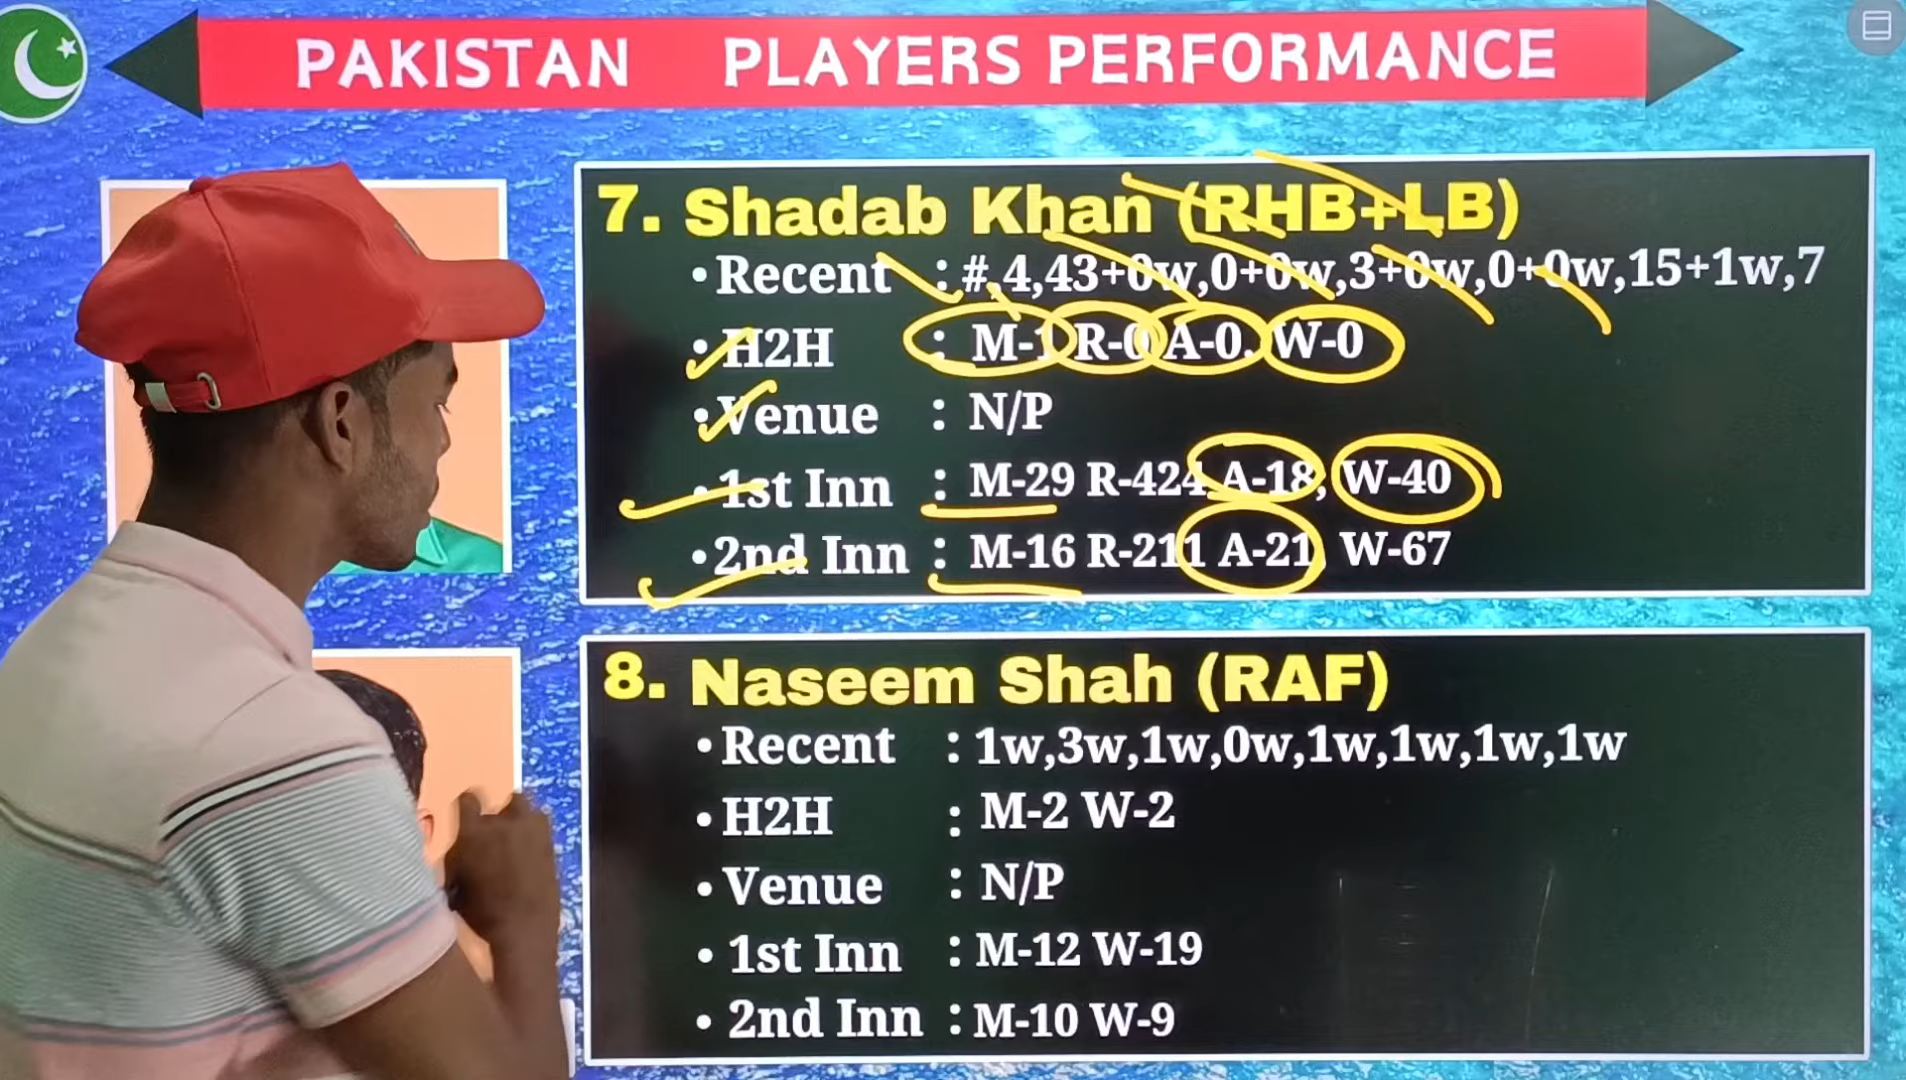 PAKISTAN PLAYERS PERFORMANCE
7. Shadab Khan (RHB+LB)
• Recent : #,4,43+0w,0+0w,3+0w,0+0w,15+1w,7
• H2H : M-1 R-0 A-0. W-0
• Venue : N/P
• 1st Inn : M-29 R-424 A-18, W-40
• 2nd Inn : M-16 R-211 A-21, W-67
8. Naseem Shah (RAF)
• Recent : 1w,3w,1w,0w,1w,1w,1w,1w
• H2H : M-2 W-2
• Venue : N/P
• 1st Inn : M-12 W-19
• 2nd Inn : M-10 W-9